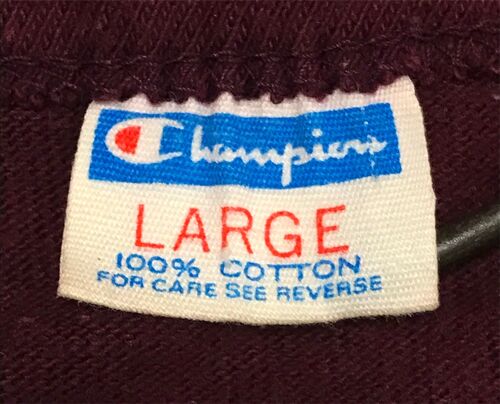 Champion
LARGE
100% COTTON
FOR CARE SEE REVERSE